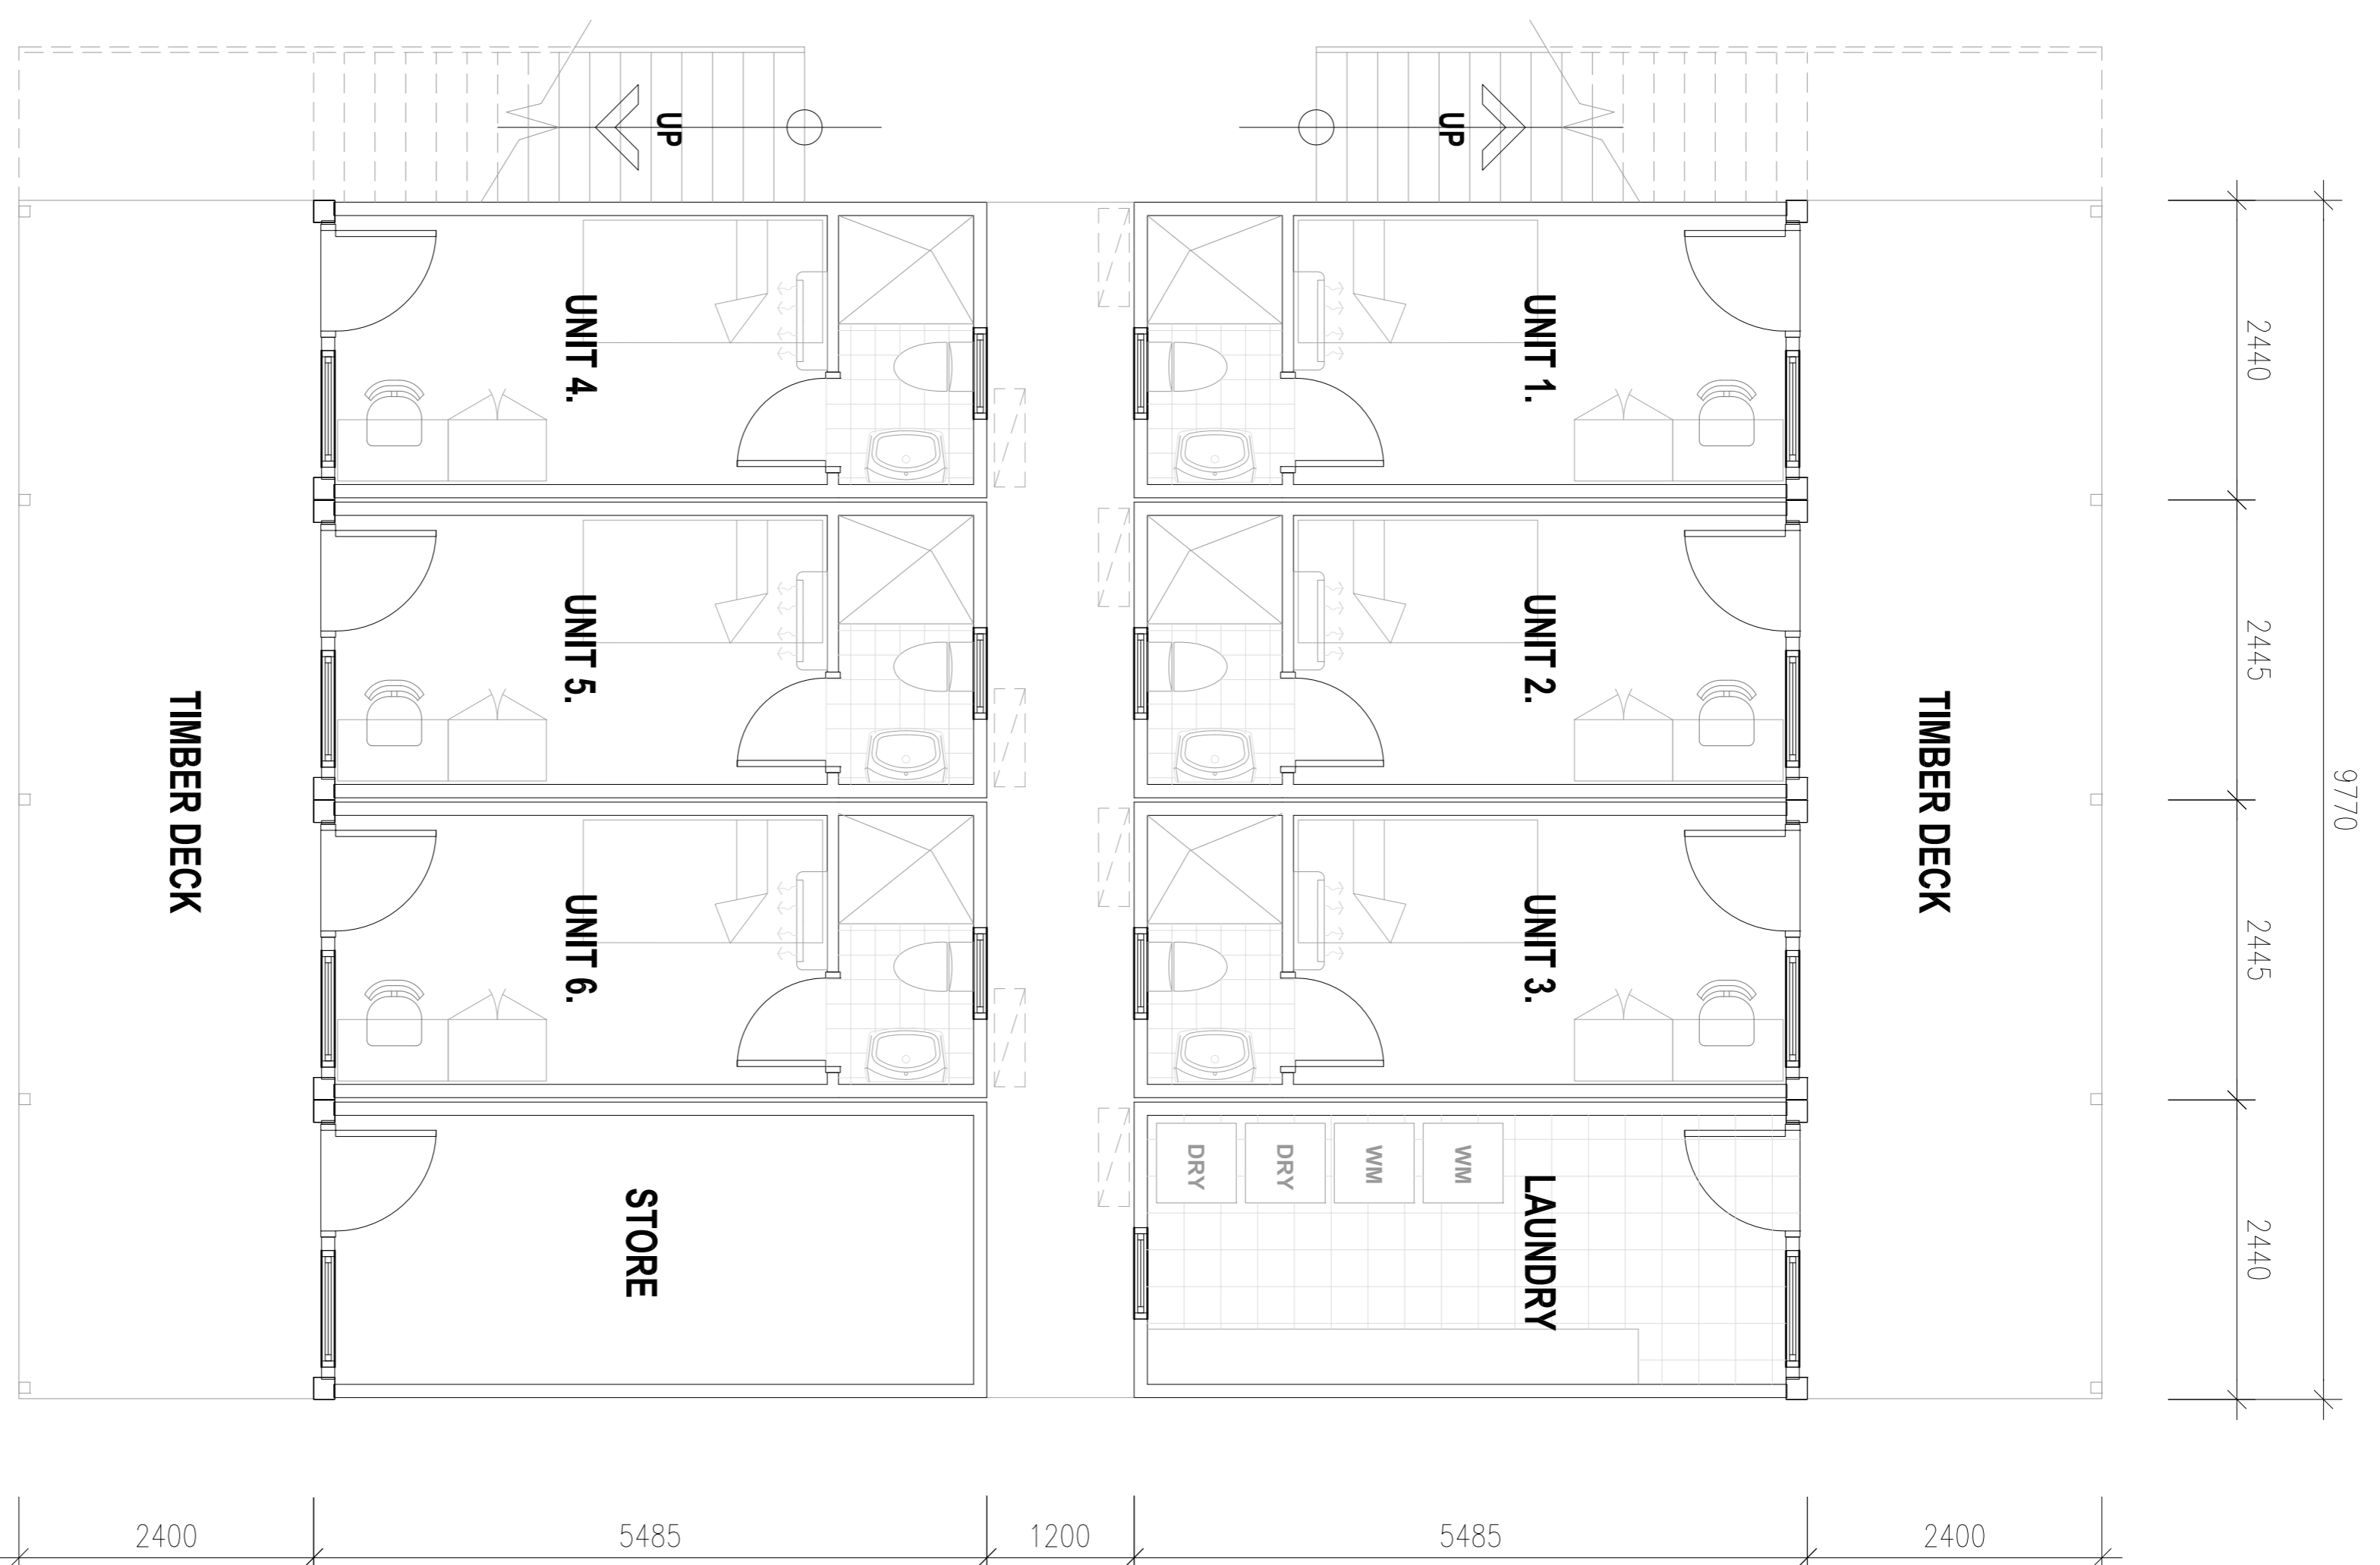 UP
UP
UNIT 4.
UNIT 1.
2440
UNIT 5.
UNIT 2.
2445
TIMBER DECK
TIMBER DECK
9770
UNIT 6.
UNIT 3.
2445
STORE
DRY
DRY
WM
WM
LAUNDRY
2440
2400
5485
1200
5485
2400